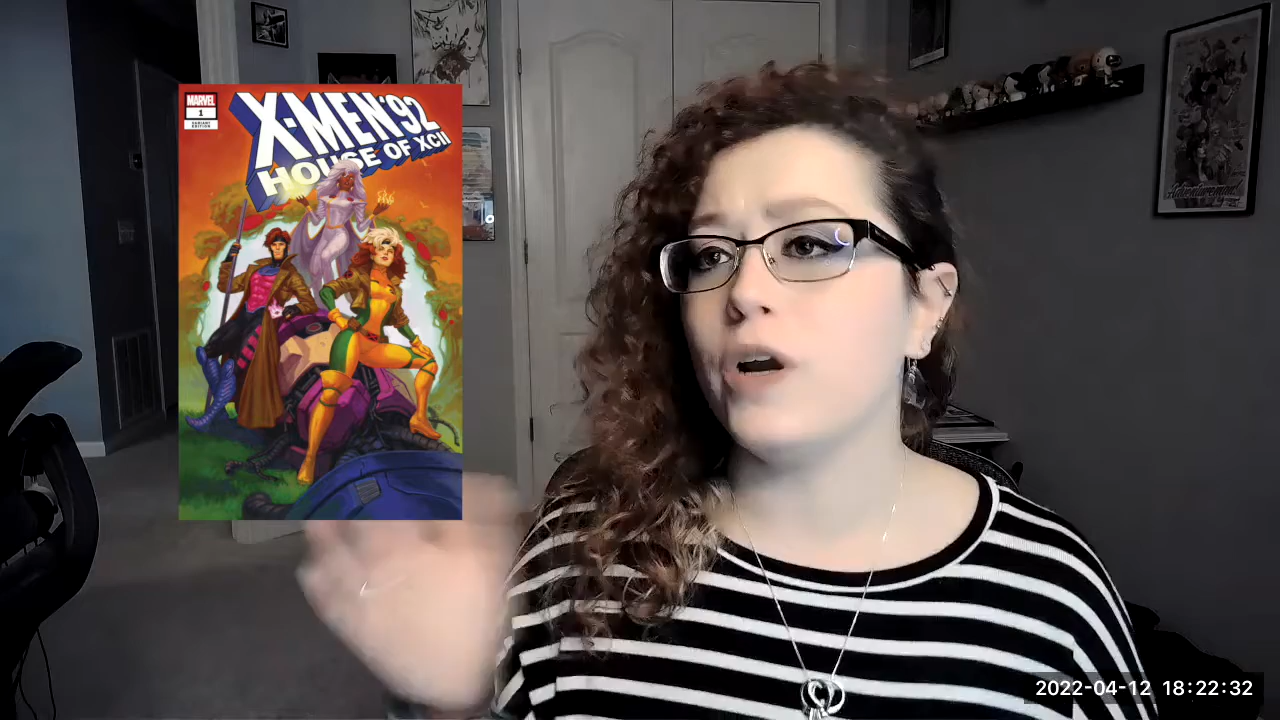 MARVEL
1
VARIANT
EDITION
X-MEN '92
HOUSE OF XCII
2022-04-12 18:22:32